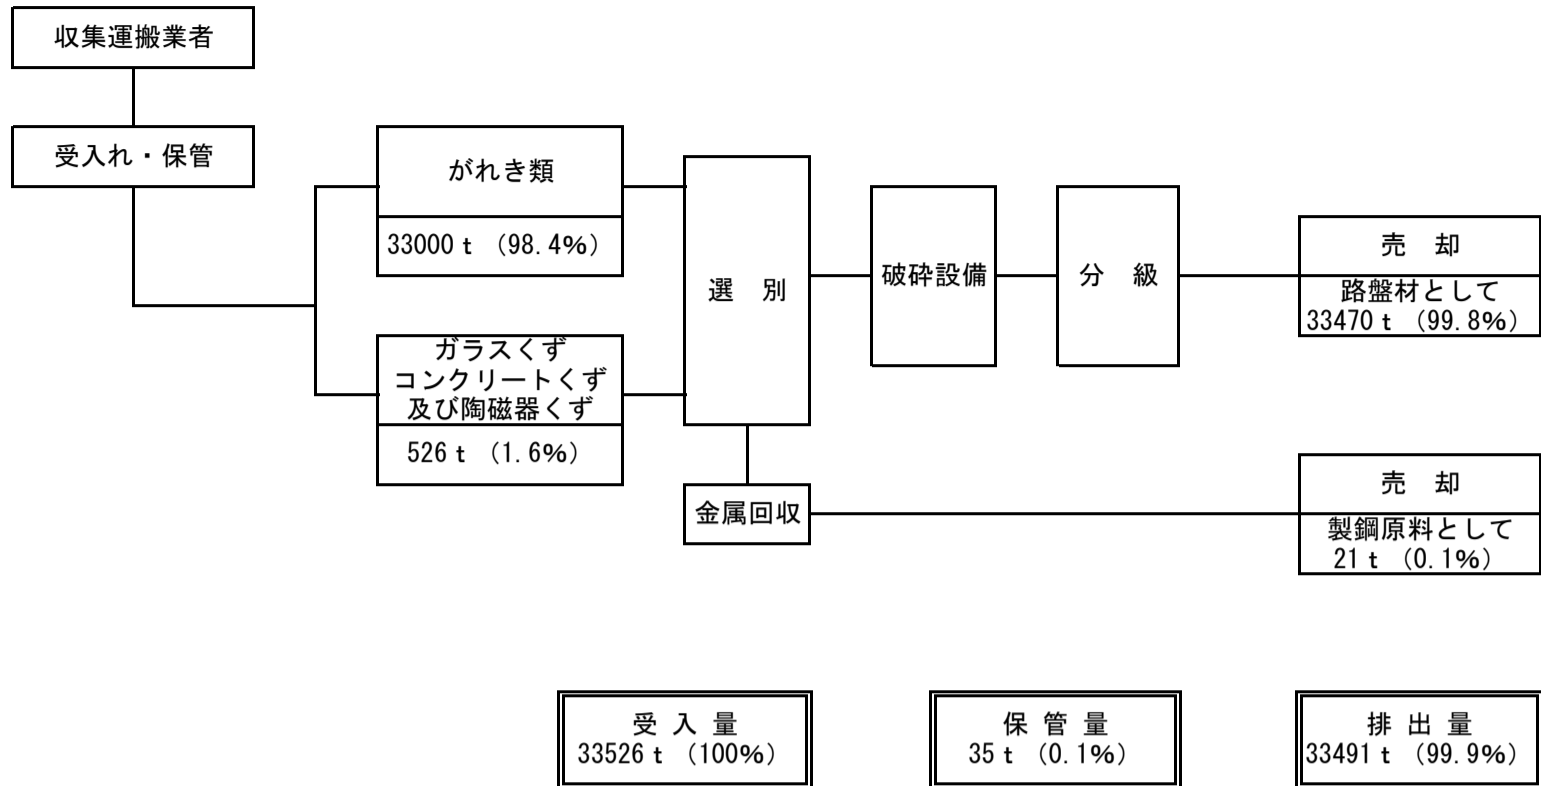 収集運搬業者
受入れ・保管
がれき類
33000ｔ（98.4%）
ガラスくず
コンクリートくず
及び陶磁器くず
526ｔ（1.6%）
選　別
金属回収
破砕設備
分　級
売　却
路盤材として
33470ｔ（99.8%）
売　却
製鋼原料として
21ｔ（0.1%）
受 入 量
33526ｔ（100%）
保 管 量
35ｔ（0.1%）
排 出 量
33491ｔ（99.9%）